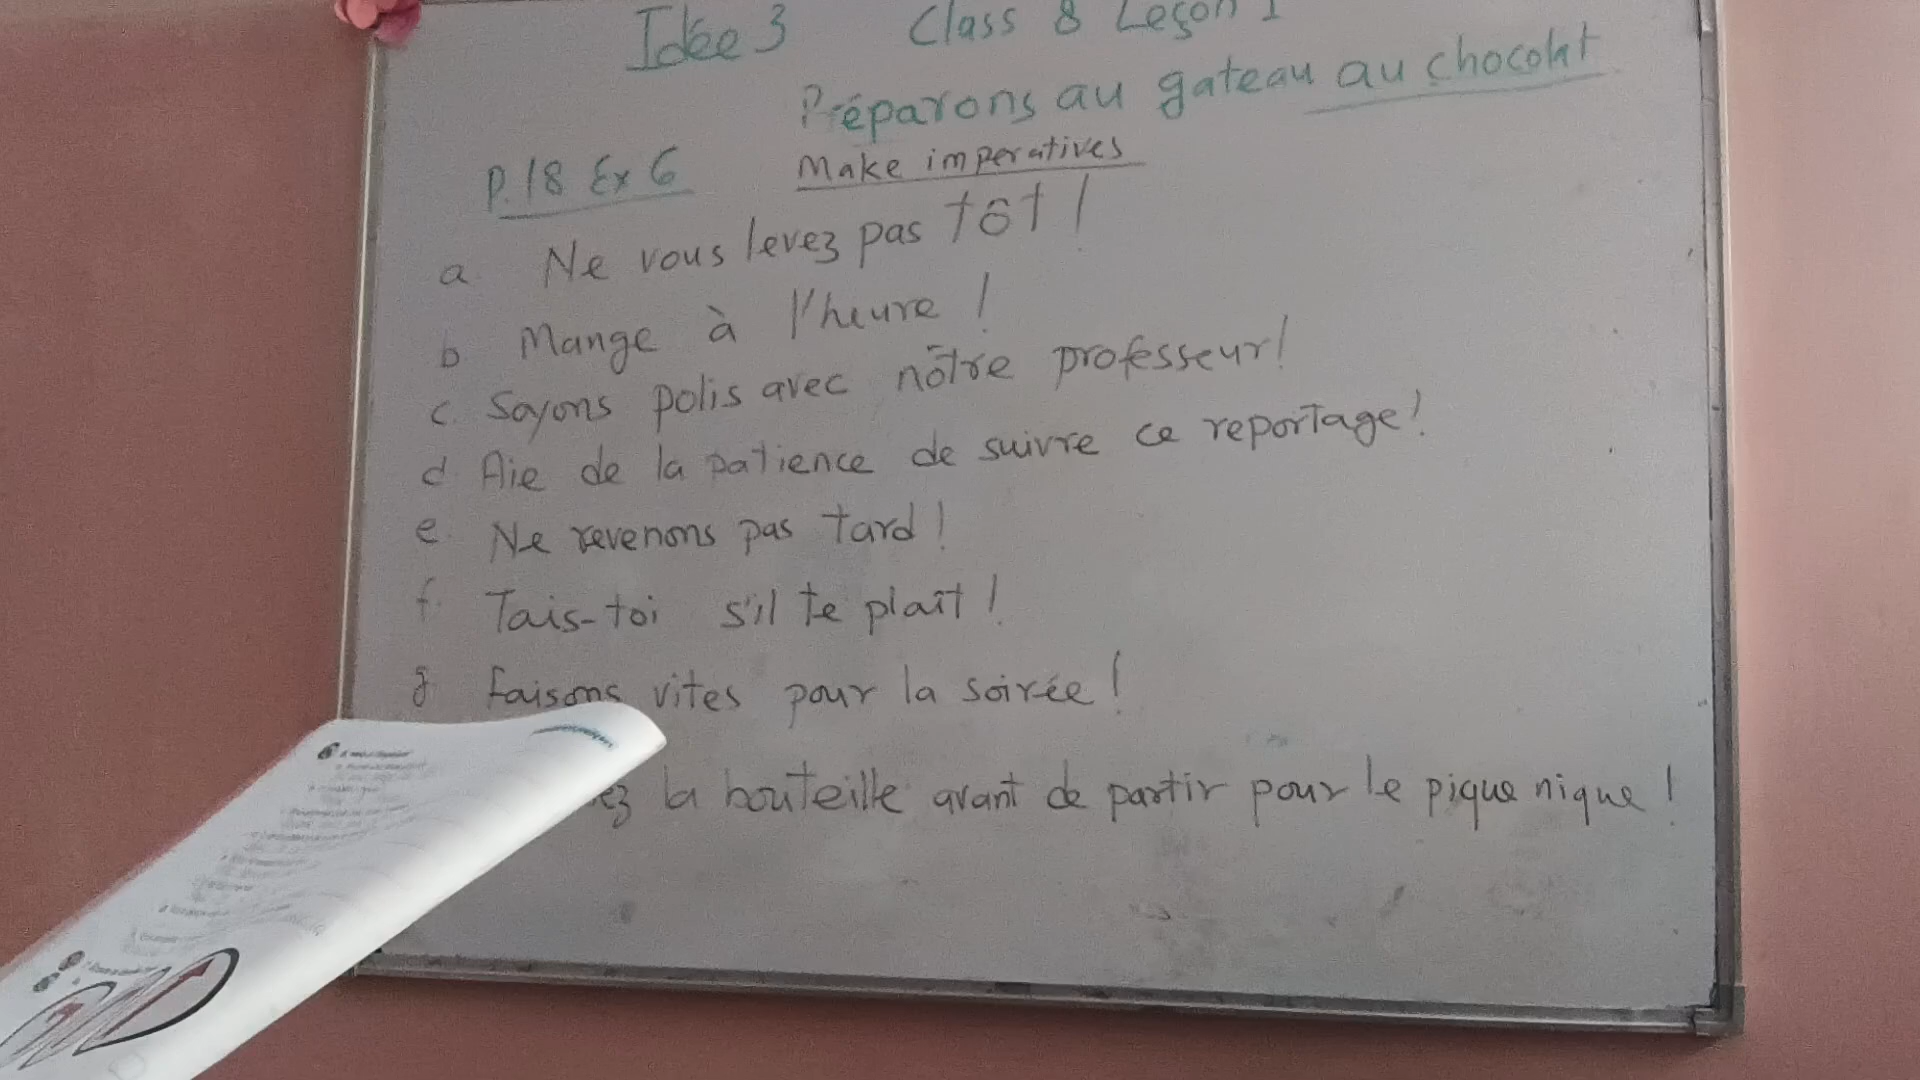 Idée 3 Class 8 Leçon 1
Préparons au gateau au chocolat
P.18 Ex 6 Make imperatives
a Ne vous levez pas tôt !
b Mange à l'heure !
c. Soyons polis avec nôtre professeur!
d. Aie de la patience de suivre ce reportage!
e. Ne revenons pas tard !
f. Tais-toi s'il te plaît !
g faisons vites pour la soirée !
la bouteille avant de partir pour le pique nique !
6